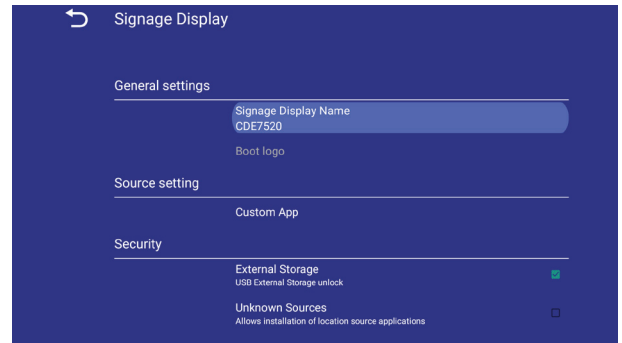 Signage Display
General settings
Signage Display Name
CDE7520
Boot logo
Source setting
Custom App
Security
External Storage
USB External Storage unlock
Unknown Sources
Allows installation of location source applications